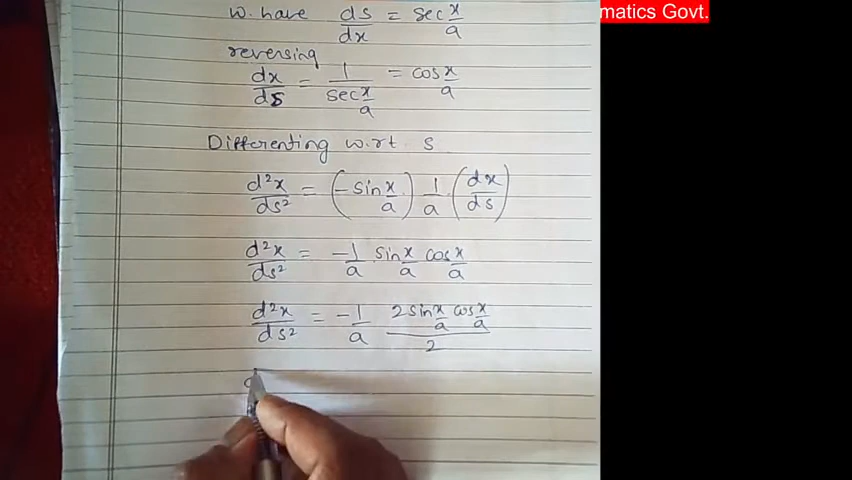 w. have ds/dx = sec x/a
matics Govt.
reversing
dx/ds = 1/(sec x/a) = cos x/a
Differenting w.r.t s
d²x/ds² = (-sin x/a) 1/a (dx/ds)
d²x/ds² = -1/a sin x/a cos x/a
d²x/ds² = -1/a (2 sin x/a cos x/a)/2